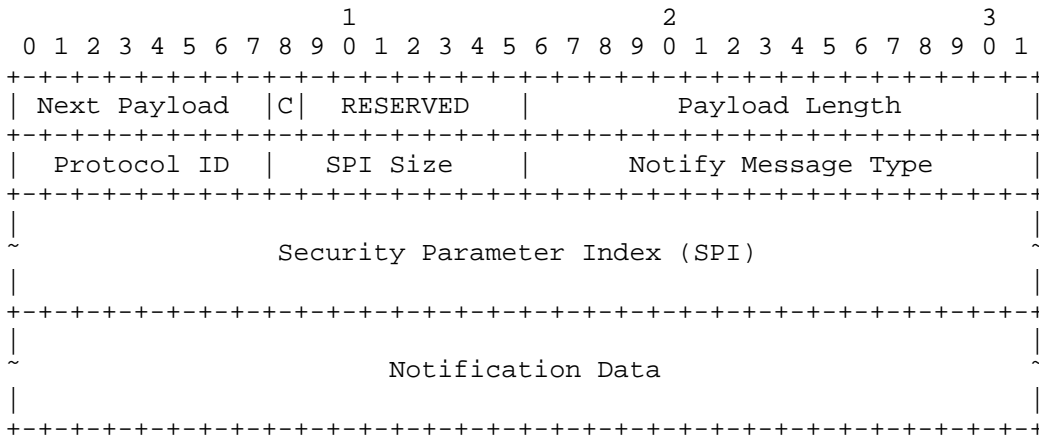 1                   2                   3
 0 1 2 3 4 5 6 7 8 9 0 1 2 3 4 5 6 7 8 9 0 1 2 3 4 5 6 7 8 9 0 1
+-+-+-+-+-+-+-+-+-+-+-+-+-+-+-+-+-+-+-+-+-+-+-+-+-+-+-+-+-+-+-+-+
| Next Payload  |C|  RESERVED   |         Payload Length        |
+-+-+-+-+-+-+-+-+-+-+-+-+-+-+-+-+-+-+-+-+-+-+-+-+-+-+-+-+-+-+-+-+
|  Protocol ID  |   SPI Size    |      Notify Message Type      |
+-+-+-+-+-+-+-+-+-+-+-+-+-+-+-+-+-+-+-+-+-+-+-+-+-+-+-+-+-+-+-+-+
|                                                               |
~                Security Parameter Index (SPI)                 ~
|                                                               |
+-+-+-+-+-+-+-+-+-+-+-+-+-+-+-+-+-+-+-+-+-+-+-+-+-+-+-+-+-+-+-+-+
|                                                               |
~                       Notification Data                       ~
|                                                               |
+-+-+-+-+-+-+-+-+-+-+-+-+-+-+-+-+-+-+-+-+-+-+-+-+-+-+-+-+-+-+-+-+